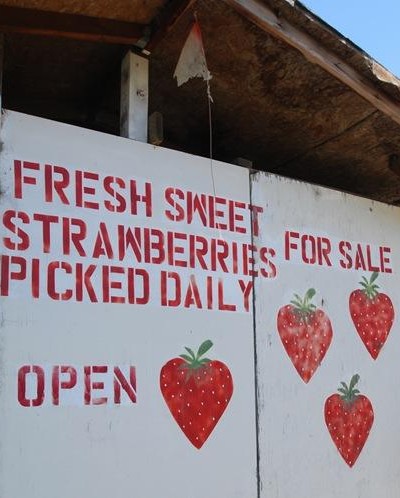 FRESH SWEET
STRAWBERRIES
PICKED DAILY
FOR SALE
OPEN